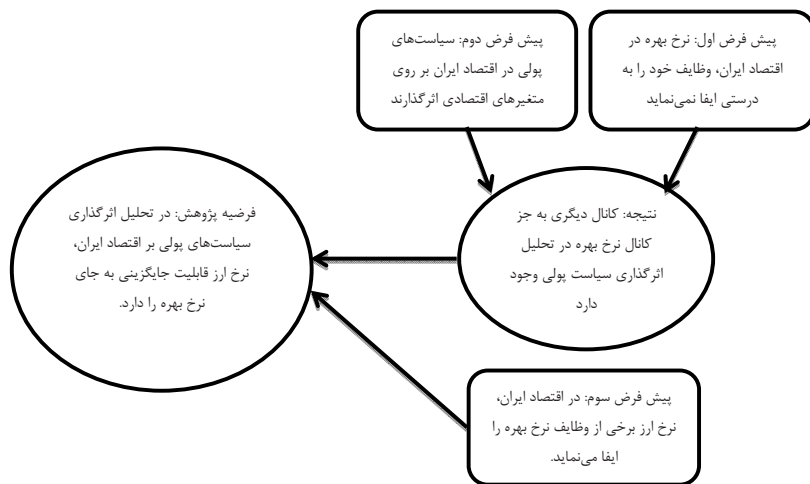 پیش فرض اول: نرخ بهره در
اقتصاد ایران، وظایف خود را به
درستی ایفا نمی‌نماید
پیش فرض دوم: سیاست‌های
پولی در اقتصاد ایران بر روی
متغیرهای اقتصادی اثرگذارند
نتیجه: کانال دیگری به جز
کانال نرخ بهره در تحلیل
اثرگذاری سیاست پولی وجود
دارد
فرضیه پژوهش: در تحلیل اثرگذاری
سیاست‌های پولی بر اقتصاد ایران،
نرخ ارز قابلیت جایگزینی به جای
نرخ بهره را دارد.
پیش فرض سوم: در اقتصاد ایران،
نرخ ارز برخی از وظایف نرخ بهره را
ایفا می‌نماید.